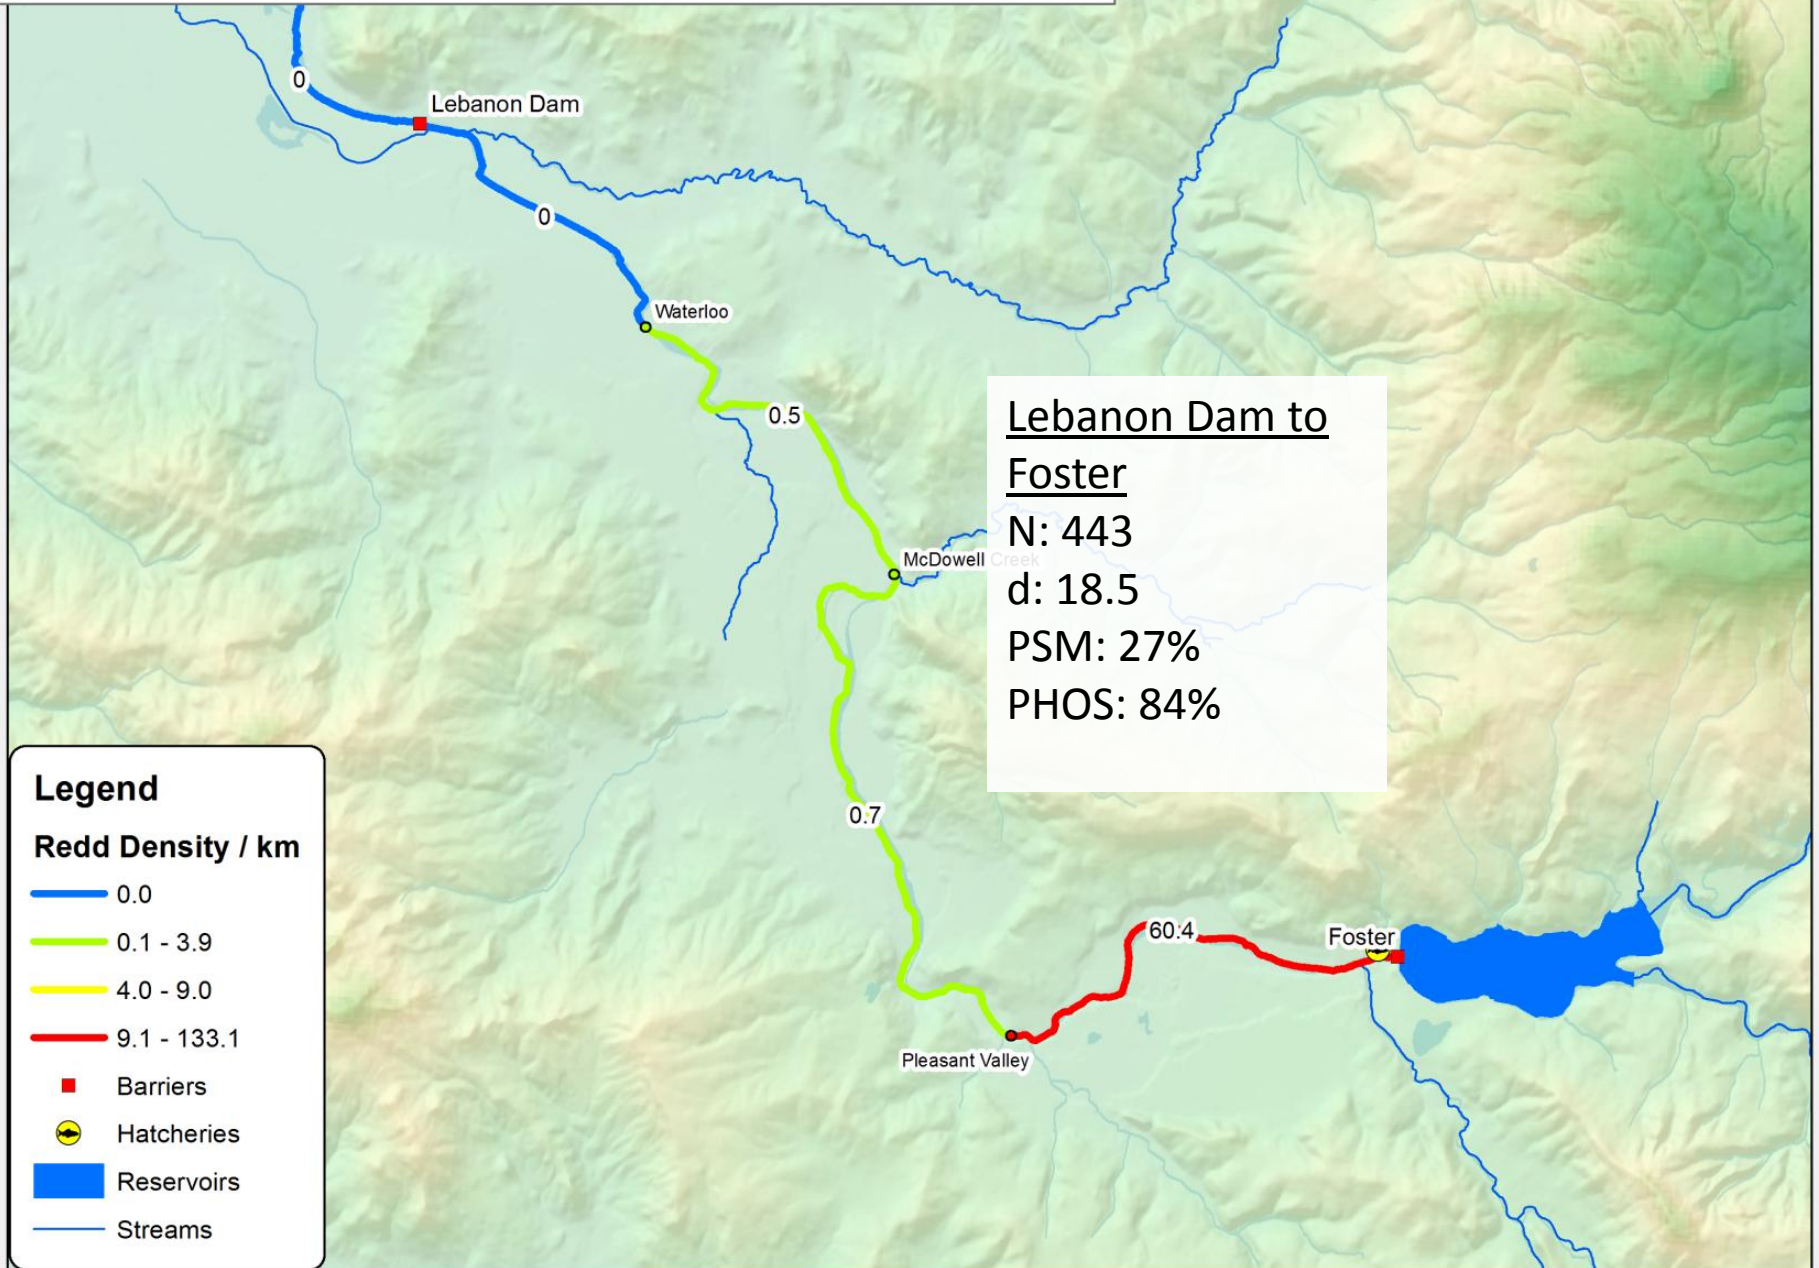 0
Lebanon Dam
0
Waterloo
0.5
Lebanon Dam to
Foster
N: 443
d: 18.5
PSM: 27%
PHOS: 84%
McDowell Creek
0.7
60.4
Foster
Pleasant Valley
Legend
Redd Density / km
0.0
0.1 - 3.9
4.0 - 9.0
9.1 - 133.1
Barriers
Hatcheries
Reservoirs
Streams